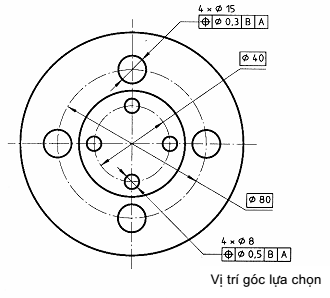 4 × Ø 15
⌖ Ø 0,3 B A
Ø 40
Ø 80
4 × Ø 8
⌖ Ø 0,5 B A
Vị trí góc lựa chọn